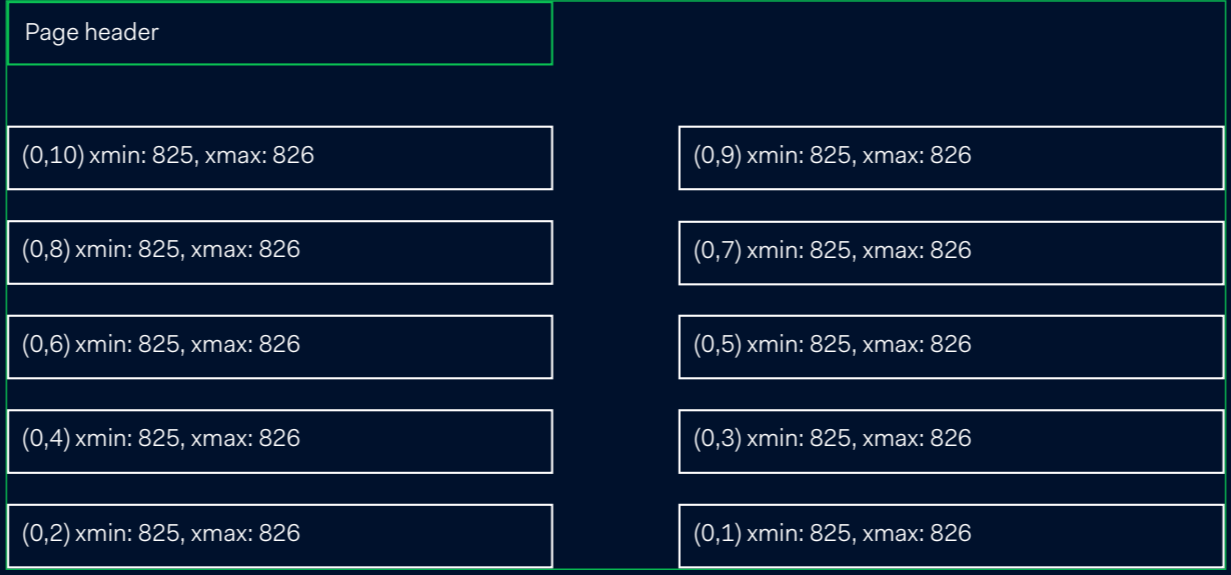 Page header
(0,10) xmin: 825, xmax: 826
(0,9) xmin: 825, xmax: 826
(0,8) xmin: 825, xmax: 826
(0,7) xmin: 825, xmax: 826
(0,6) xmin: 825, xmax: 826
(0,5) xmin: 825, xmax: 826
(0,4) xmin: 825, xmax: 826
(0,3) xmin: 825, xmax: 826
(0,2) xmin: 825, xmax: 826
(0,1) xmin: 825, xmax: 826